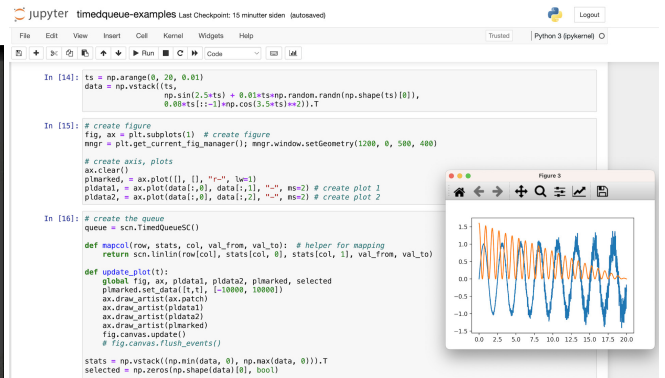 jupyter timedqueue-examples Last Checkpoint: 15 minutter siden (autosaved)
Logout
File Edit View Insert Cell Kernel Widgets Help
Trusted Python 3 (ipykernel)
Run Code
In [14]: ts = np.arange(0, 20, 0.01)
data = np.vstack((ts,
np.sin(2.5*ts) + 0.01*ts*np.random.randn(np.shape(ts)[0]),
0.08*ts[::-1]*np.cos(3.5*ts)**2)).T
In [15]: # create figure
fig, ax = plt.subplots(1) # create figure
mngr = plt.get_current_fig_manager(); mngr.window.setGeometry(1200, 0, 500, 400)
# create axis, plots
ax.clear()
plmarked, = ax.plot([], [], "r-", lw=1)
pldata1, = ax.plot(data[:,0], data[:,1], "-", ms=2) # create plot 1
pldata2, = ax.plot(data[:,0], data[:,2], "-", ms=2) # create plot 2
In [16]: # create the queue
queue = scn.TimedQueueSC()
def mapcol(row, stats, col, val_from, val_to): # helper for mapping
return scn.linlin(row[col], stats[col, 0], stats[col, 1], val_from, val_to)
def update_plot(t):
global fig, ax, pldata1, pldata2, plmarked, selected
plmarked.set_data([t,t], [-10000, 10000])
ax.draw_artist(ax.patch)
ax.draw_artist(pldata1)
ax.draw_artist(pldata2)
ax.draw_artist(plmarked)
fig.canvas.update()
# fig.canvas.flush_events()
stats = np.vstack((np.min(data, 0), np.max(data, 0))).T
selected = np.zeros(np.shape(data)[0], bool)
Figure 3
1.5
1.0
0.5
0.0
−0.5
−1.0
−1.5
0.0 2.5 5.0 7.5 10.0 12.5 15.0 17.5 20.0